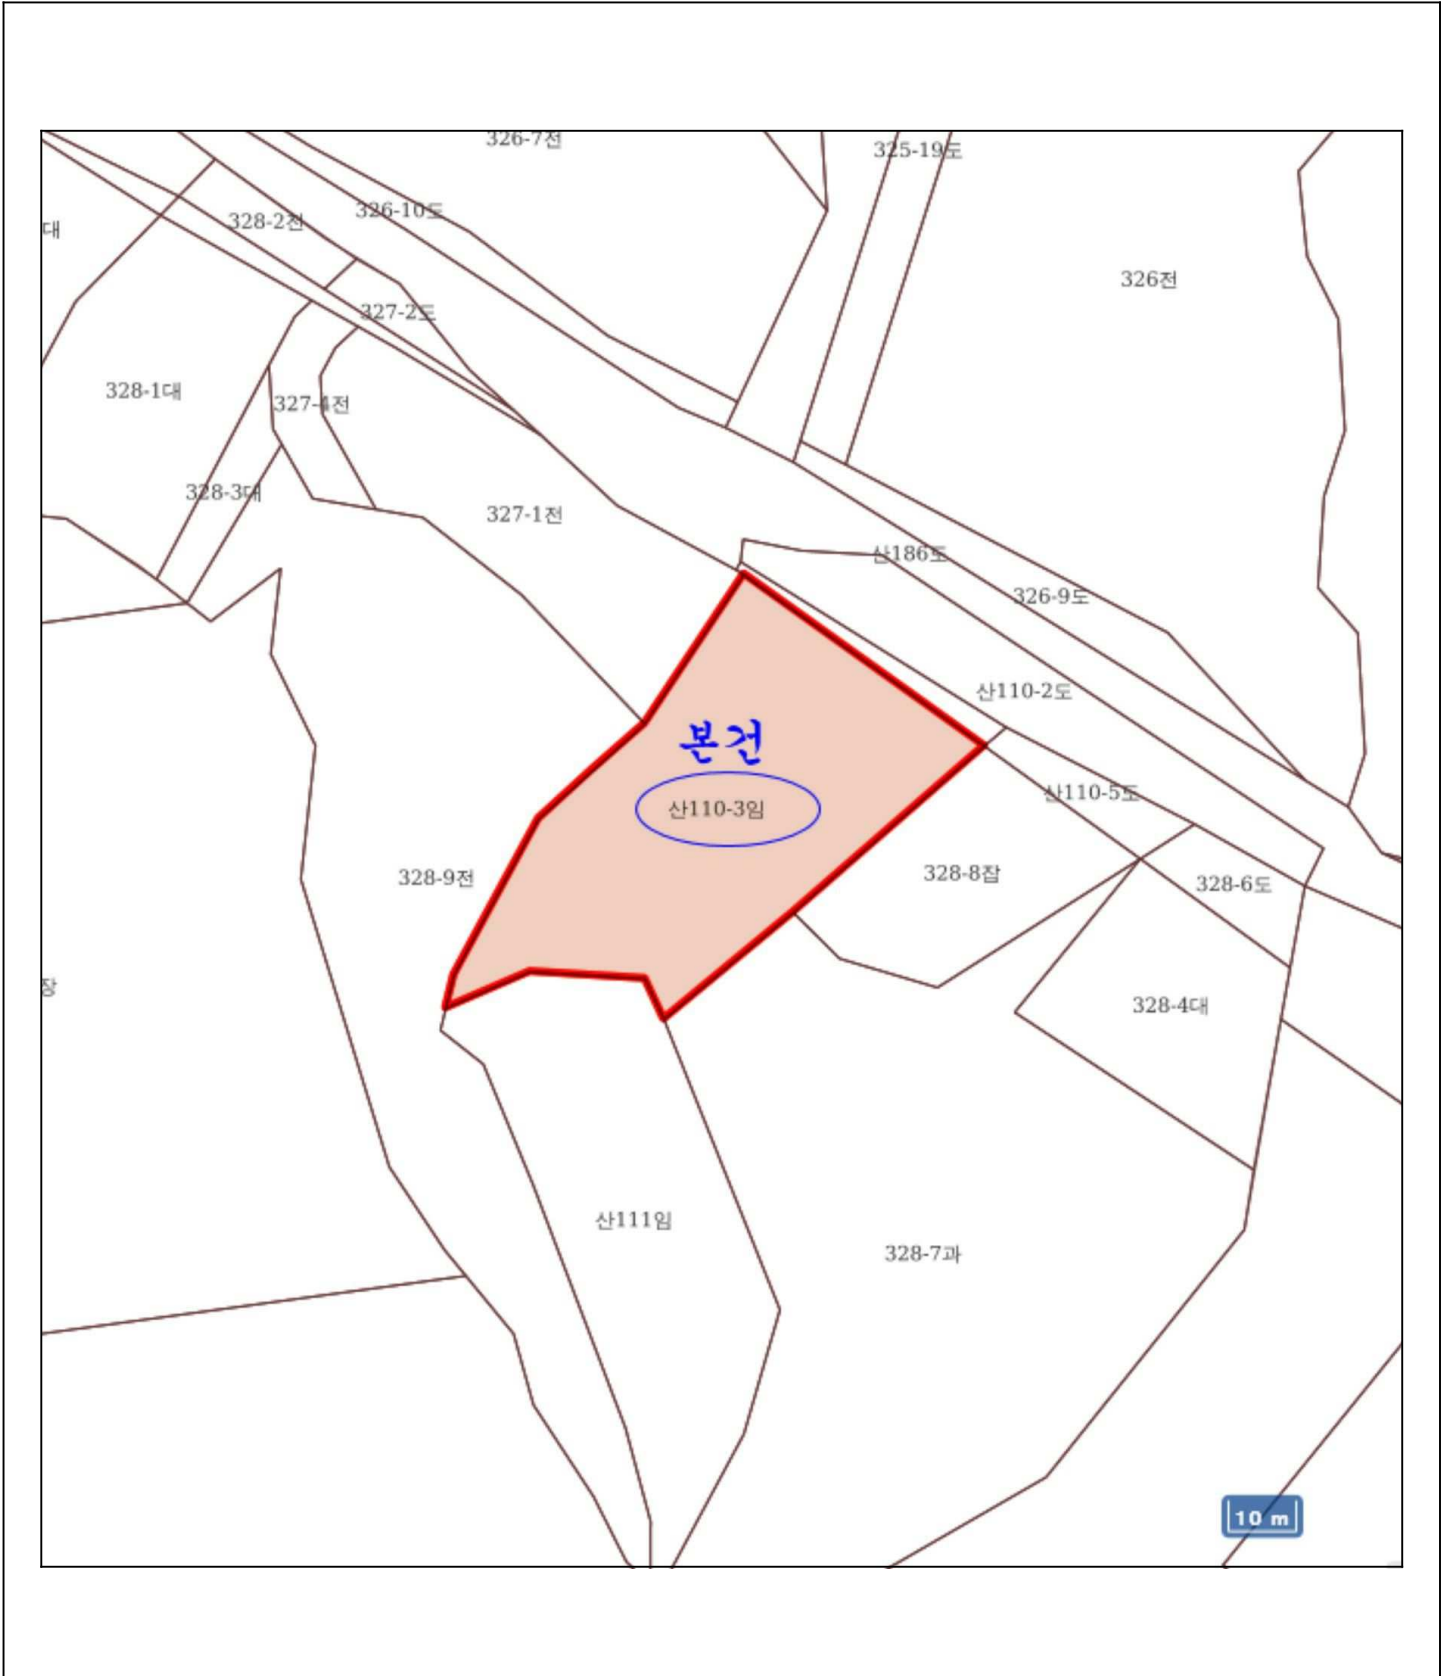 326-7전
325-19도
326-10도
328-2전
대
326전
327-2도
328-1대
327-4전
328-3대
327-1전
산186도
326-9도
산110-2도
본건
산110-5도
산110-3임
328-8잡
328-9전
328-6도
장
328-4대
산111임
328-7과
10 m